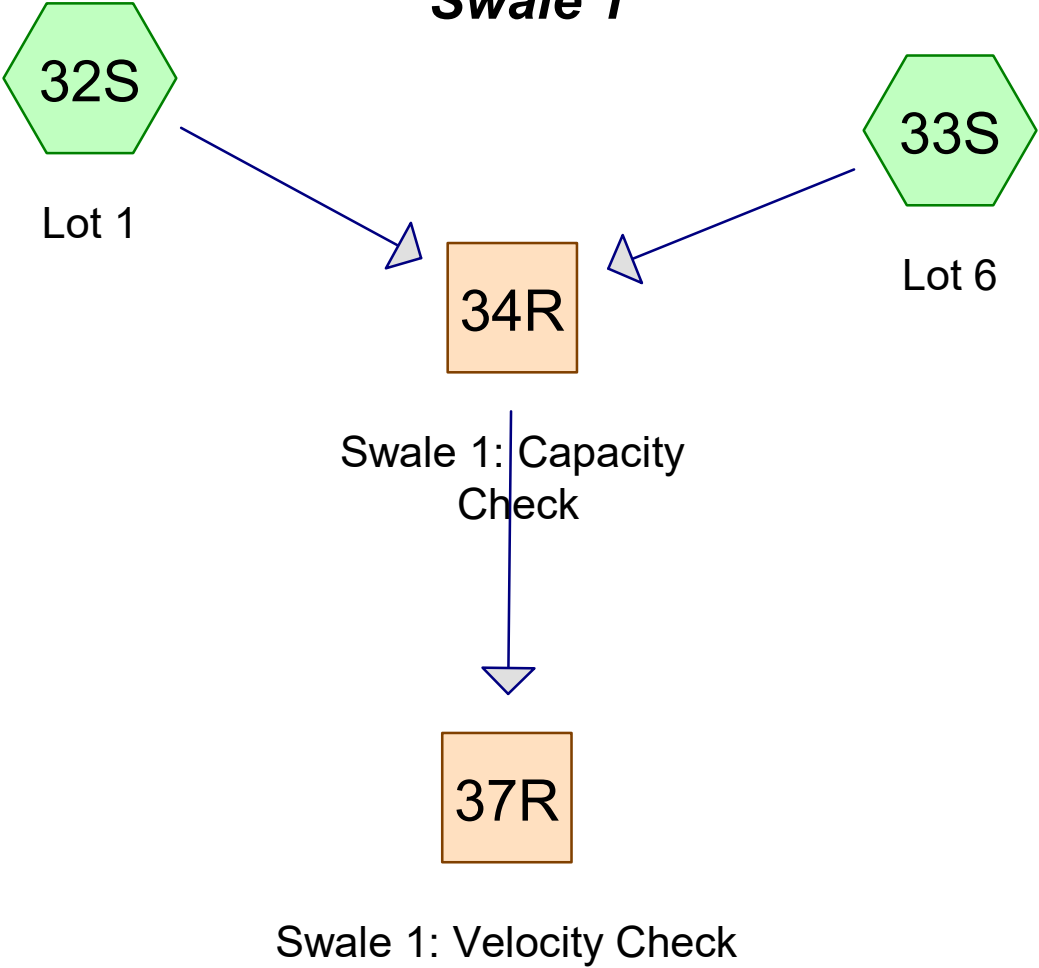 Swale 1
32S
33S
Lot 1
Lot 6
34R
Swale 1: Capacity
Check
37R
Swale 1: Velocity Check